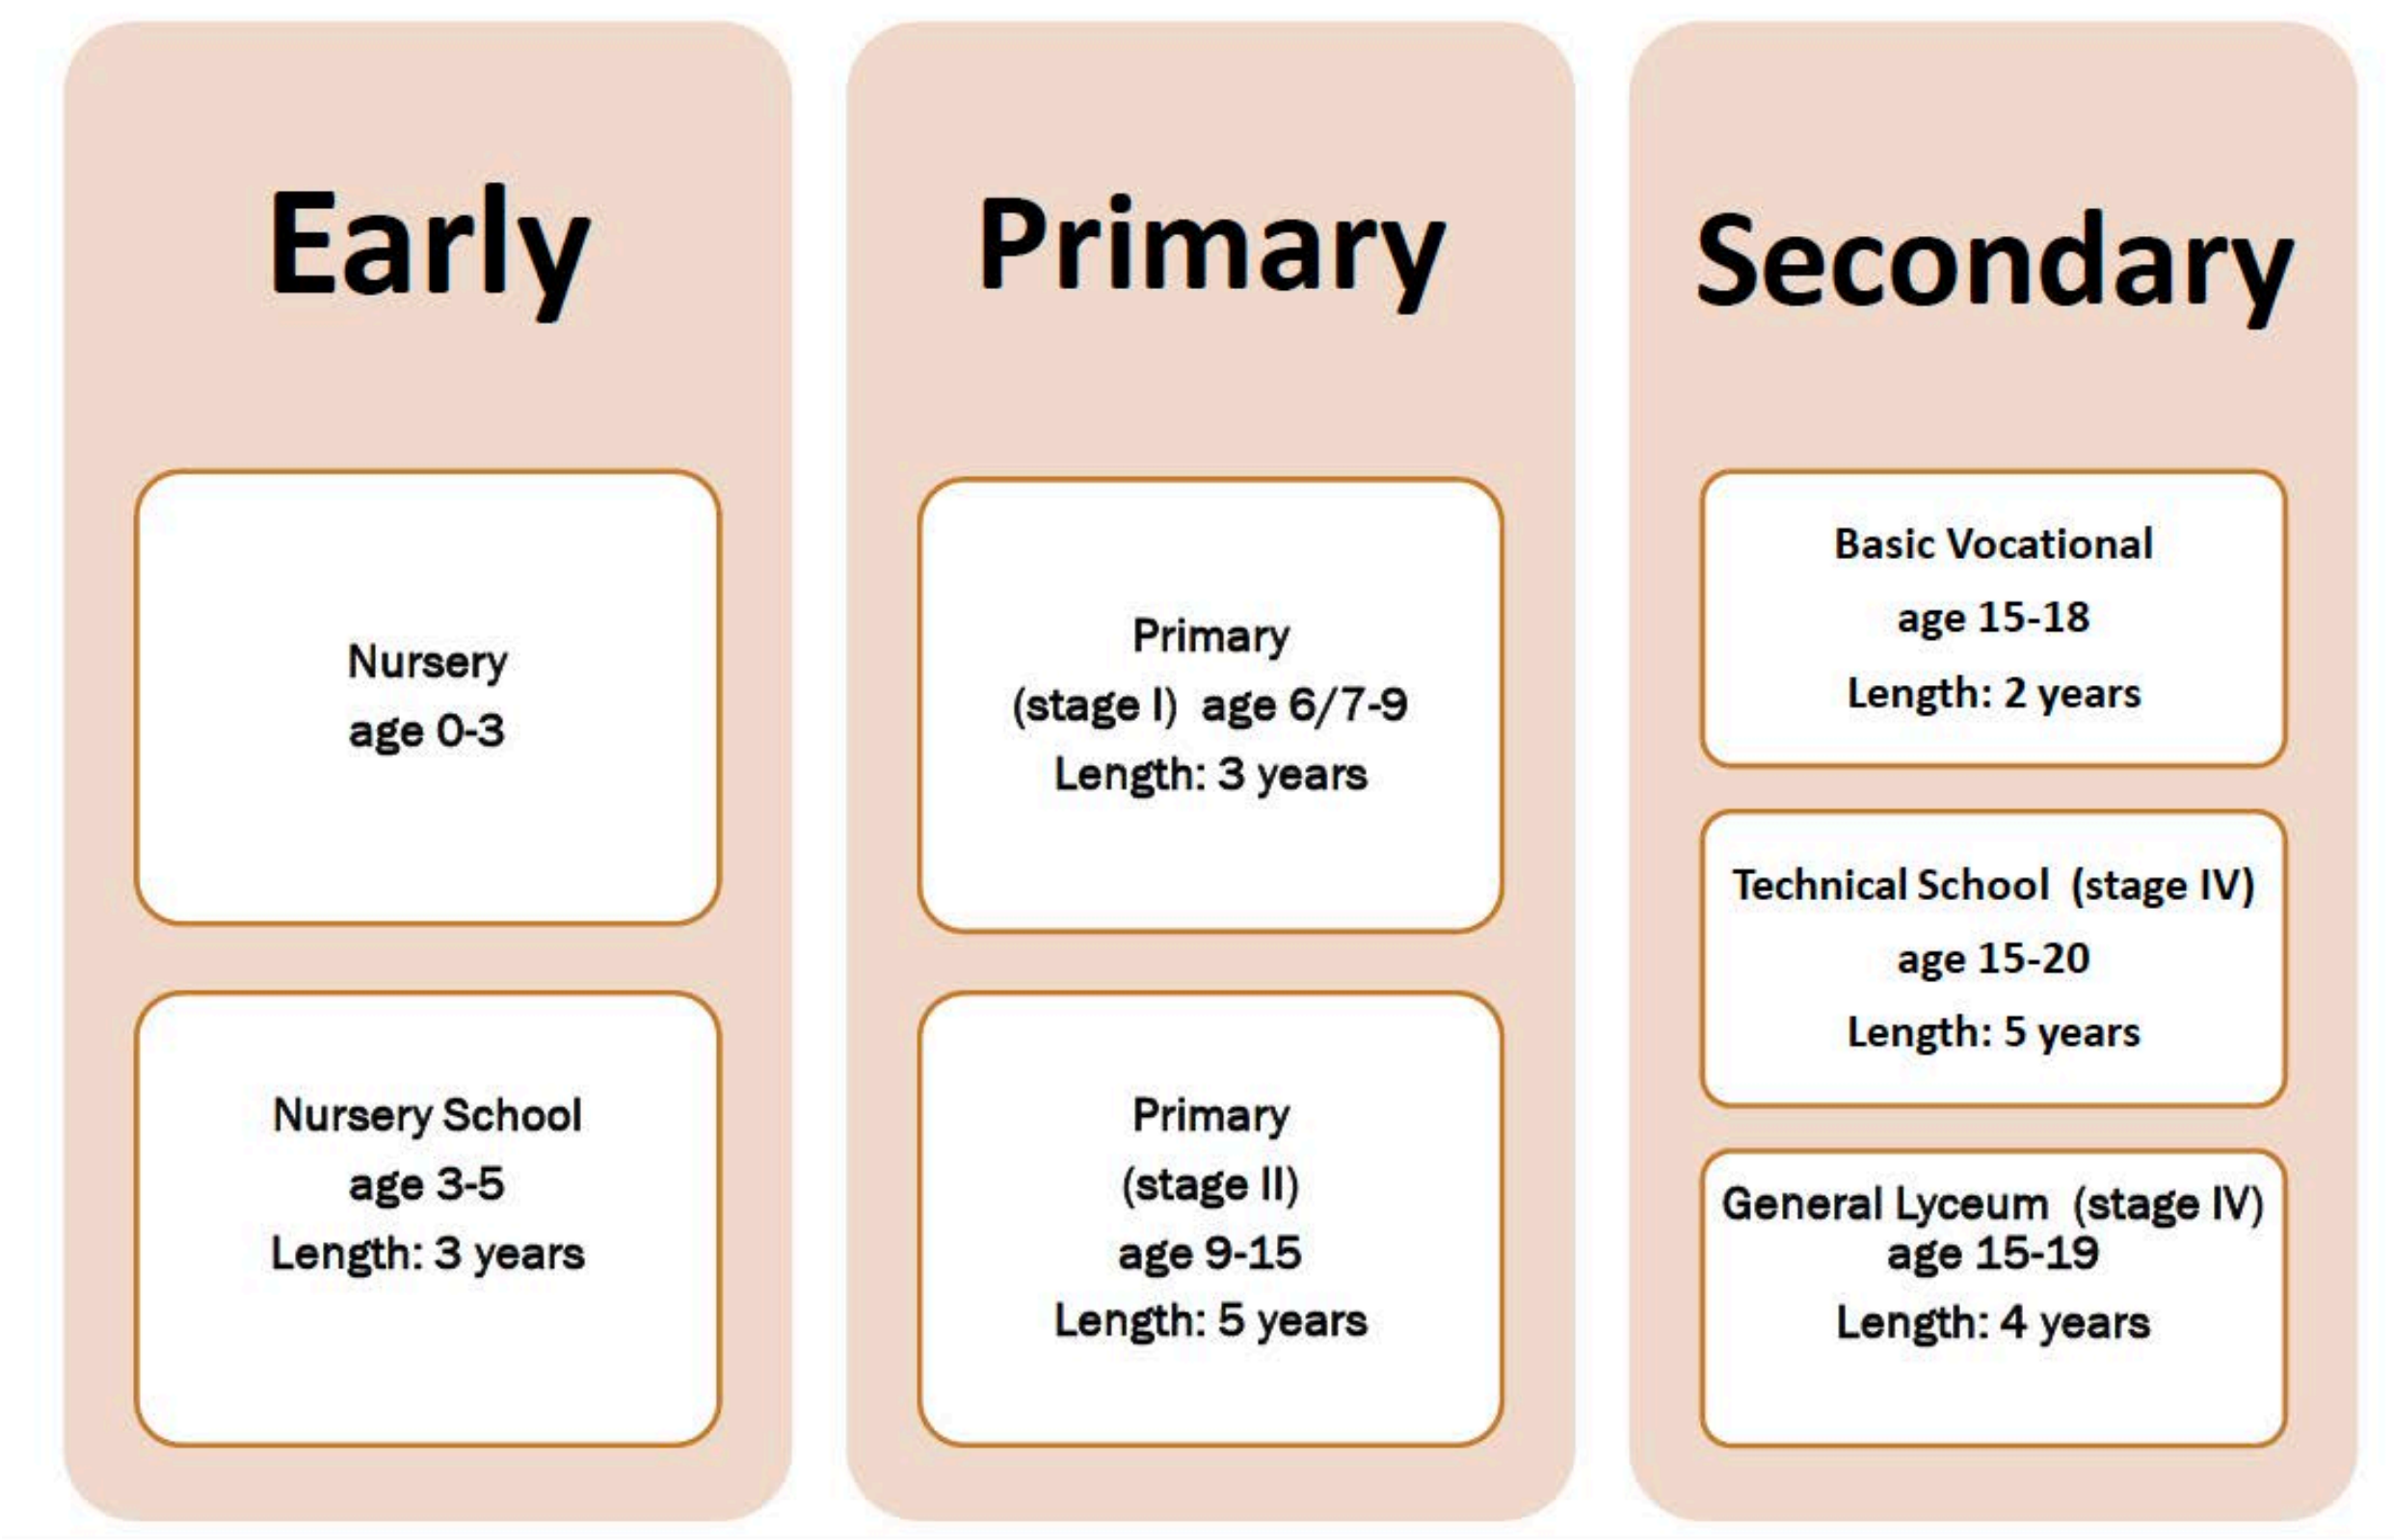 Early
Nursery
age 0-3
Nursery School
age 3-5
Length: 3 years
Primary
Primary
(stage I) age 6/7-9
Length: 3 years
Primary
(stage II)
age 9-15
Length: 5 years
Secondary
Basic Vocational
age 15-18
Length: 2 years
Technical School (stage IV)
age 15-20
Length: 5 years
General Lyceum (stage IV)
age 15-19
Length: 4 years